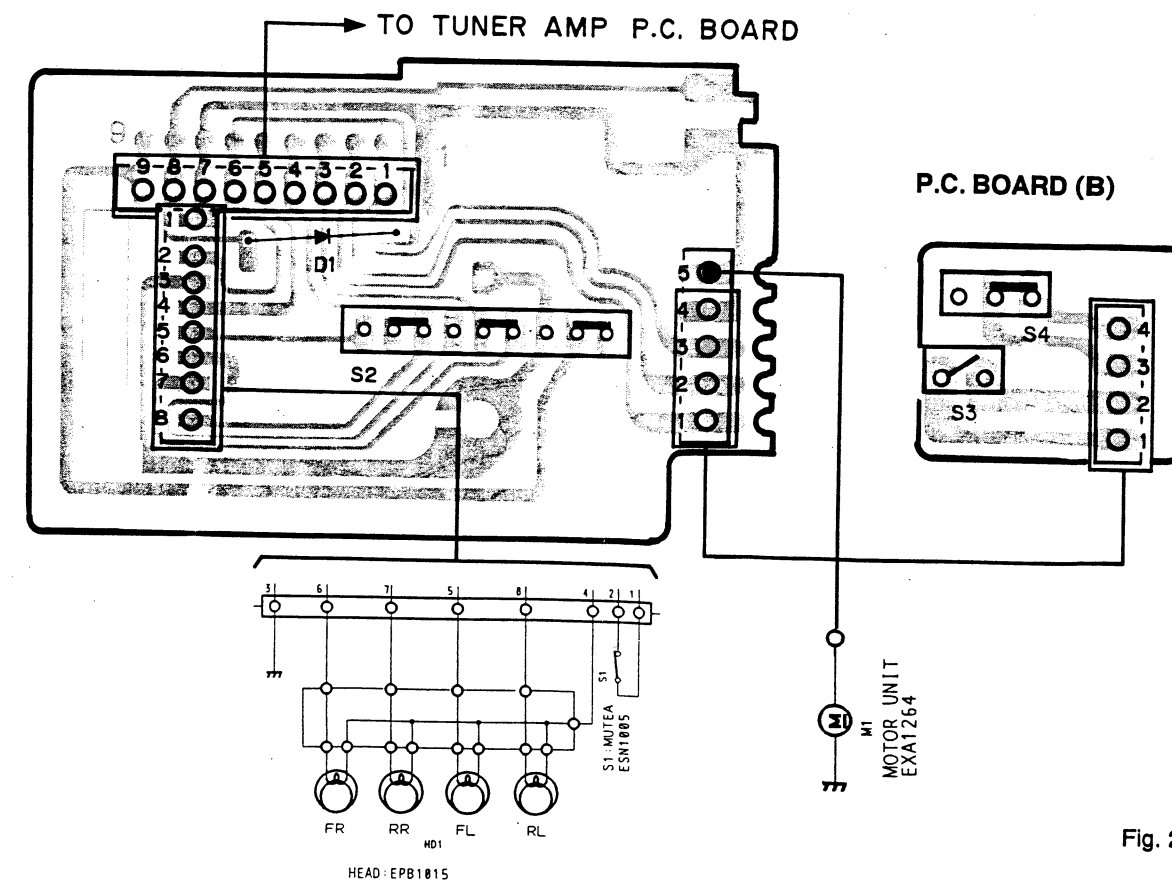 TO TUNER AMP P.C. BOARD
9
9-8-7-6-5-4-3-2-1
1
1
2
3
4
5
6
7
8
D1
S2
5
4
3
2
1
P.C. BOARD (B)
S4
S3
4
3
2
1
3 6 7 5 8 4 2 1
S1
S1:MUTEA
ESN1005
FR RR FL RL
HD1
HEAD:EPB1015
M
M1
MOTOR UNIT
EXA1264
Fig. 2